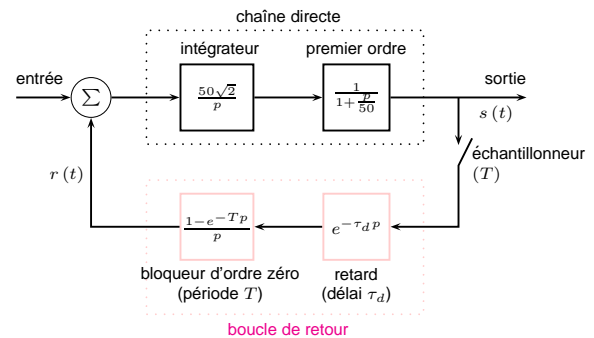 chaîne directe
intégrateur
premier ordre
entrée
∑
50√2/p
1/(1+p/50)
sortie
s (t)
échantillonneur
(T)
r (t)
(1−e^−Tp)/p
e^−τ_d p
bloqueur d'ordre zéro
(période T)
retard
(délai τ_d)
boucle de retour